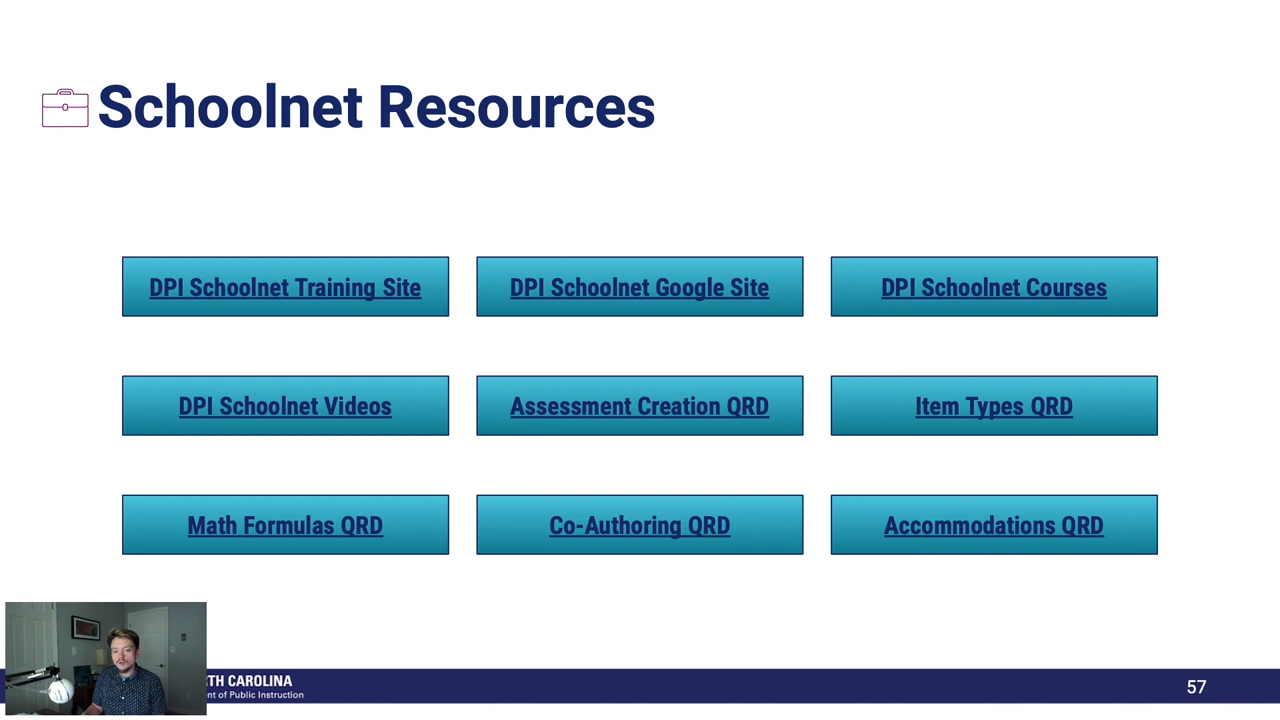 Schoolnet Resources
DPI Schoolnet Training Site
DPI Schoolnet Google Site
DPI Schoolnet Courses
DPI Schoolnet Videos
Assessment Creation QRD
Item Types QRD
Math Formulas QRD
Co-Authoring QRD
Accommodations QRD
RTH CAROLINA
nt of Public Instruction
57